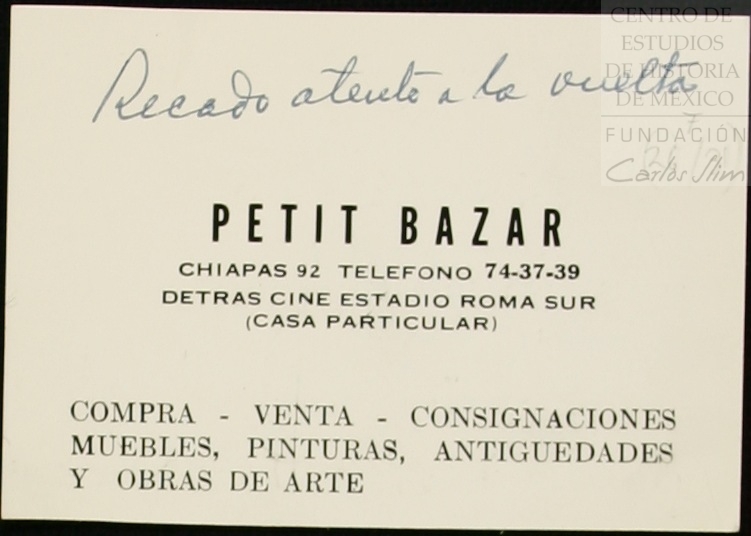 CENTRO DE
ESTUDIOS
DE HISTORIA
DE MÉXICO
FUNDACIÓN
Carlos Slim
Recado atento a la vuelta
PETIT BAZAR
CHIAPAS 92 TELEFONO 74-37-39
DETRAS CINE ESTADIO ROMA SUR
(CASA PARTICULAR)
COMPRA - VENTA - CONSIGNACIONES
MUEBLES, PINTURAS, ANTIGUEDADES
Y OBRAS DE ARTE